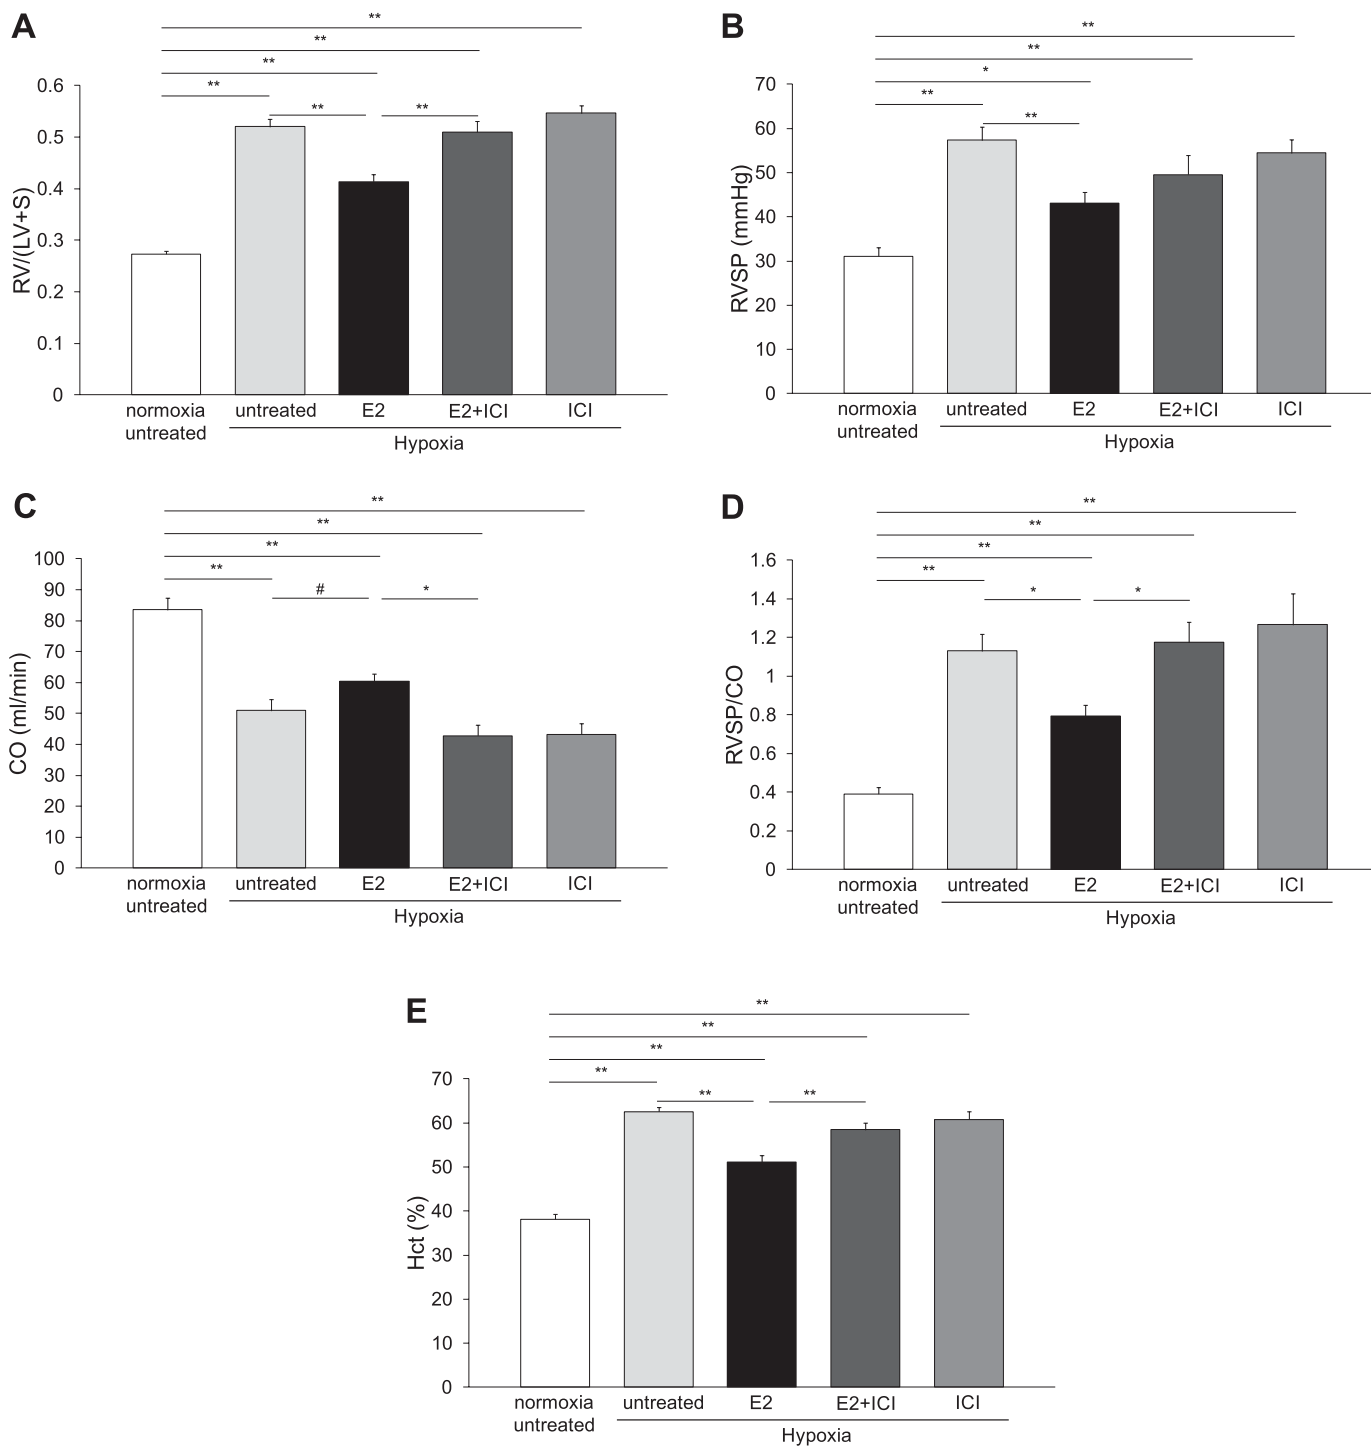 A
**
**
**
**
**
**
RV/(LV+S)
0.6
0.5
0.4
0.3
0.2
0.1
0
normoxia untreated E2 E2+ICI ICI
untreated
Hypoxia
B
**
**
*
**
**
RVSP (mmHg)
70
60
50
40
30
20
10
0
normoxia untreated E2 E2+ICI ICI
untreated
Hypoxia
C
**
**
**
**
#
*
CO (ml/min)
100
90
80
70
60
50
40
30
20
10
0
normoxia untreated E2 E2+ICI ICI
untreated
Hypoxia
D
**
**
**
**
*
*
RVSP/CO
1.6
1.4
1.2
1
0.8
0.6
0.4
0.2
0
normoxia untreated E2 E2+ICI ICI
untreated
Hypoxia
E
**
**
**
**
**
**
Hct (%)
70
60
50
40
30
20
10
0
normoxia untreated E2 E2+ICI ICI
untreated
Hypoxia